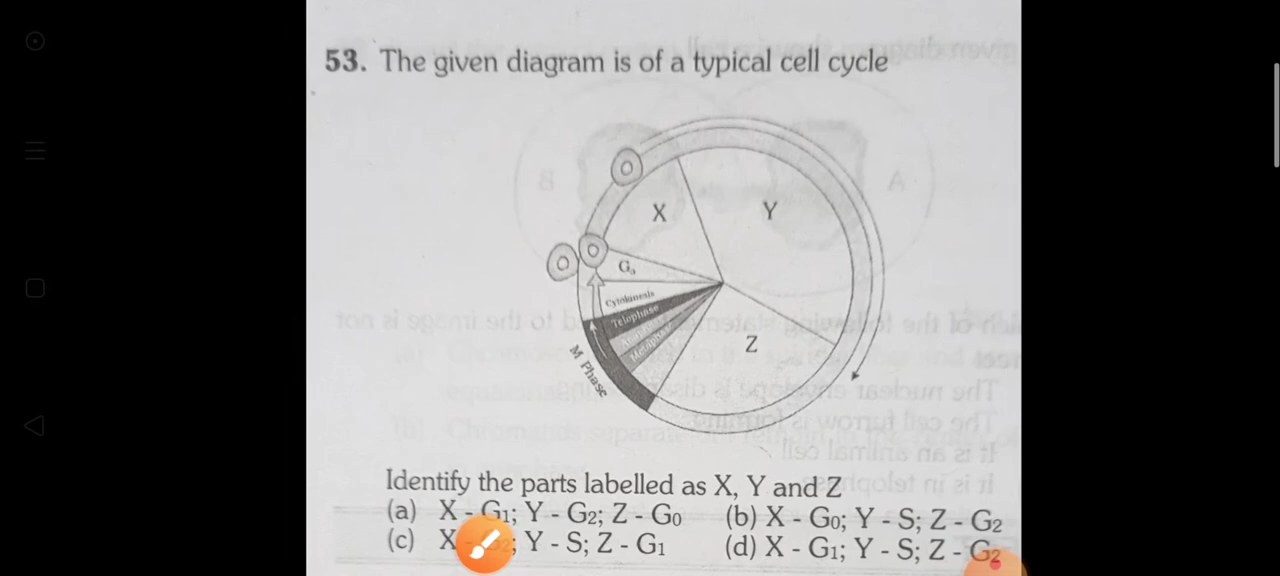 53. The given diagram is of a typical cell cycle
X
Y
G₀
Cytokinesis
Telophase
Z
M Phase
Identify the parts labelled as X, Y and Z
(a) X - G₁; Y - G₂; Z - G₀ (b) X - G₀; Y - S; Z - G₂
(c) X Y - S; Z - G₁ (d) X - G₁; Y - S; Z - G₂